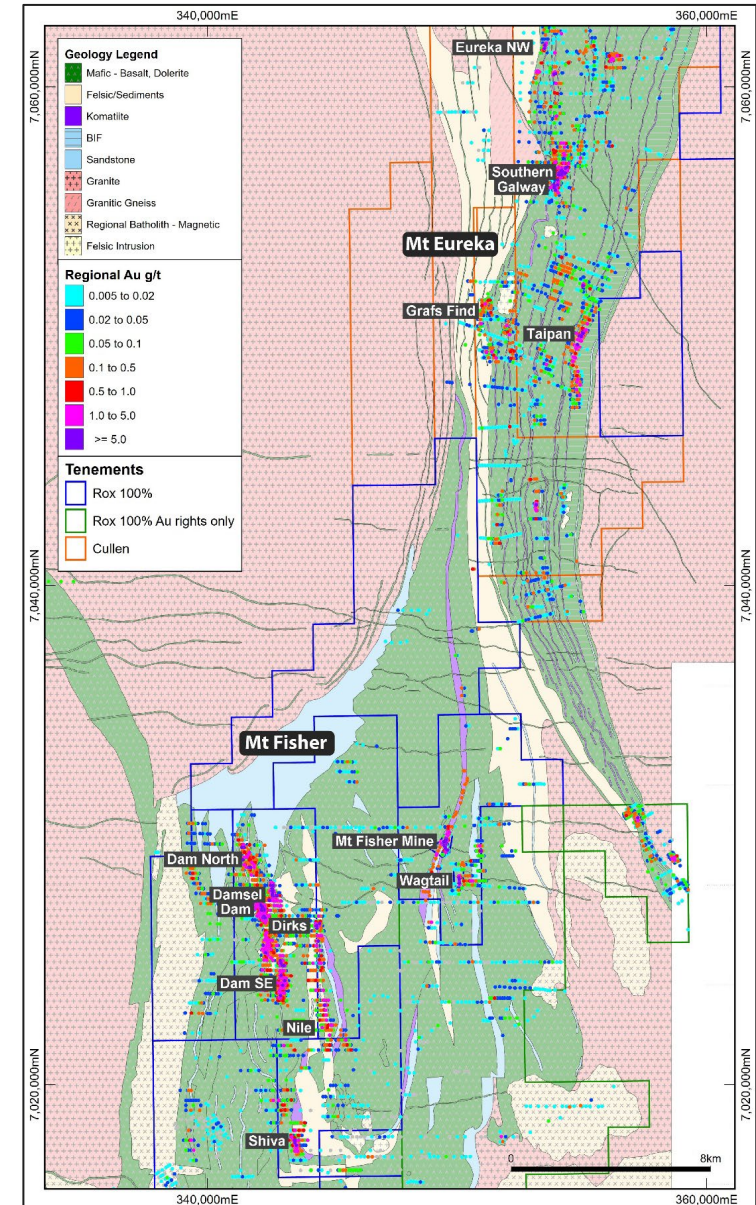 340,000mE
360,000mE
7,060,000mN
7,060,000mN
Geology Legend
Mafic - Basalt, Dolerite
Felsic/Sediments
Komatiite
BIF
Sandstone
Granite
Granitic Gneiss
Regional Batholith - Magnetic
Felsic Intrusion
Regional Au g/t
0.005 to 0.02
0.02 to 0.05
0.05 to 0.1
0.1 to 0.5
0.5 to 1.0
1.0 to 5.0
>= 5.0
Tenements
Rox 100%
Rox 100% Au rights only
Cullen
Eureka NW
Southern
Galway
Mt Eureka
Grafs Find
Taipan
7,040,000mN
7,040,000mN
Mt Fisher
Mt Fisher Mine
Dam North
Wagtail
Damsel
Dam
Dirks
Dam SE
Nile
7,020,000mN
7,020,000mN
Shiva
0
8km
340,000mE
360,000mE